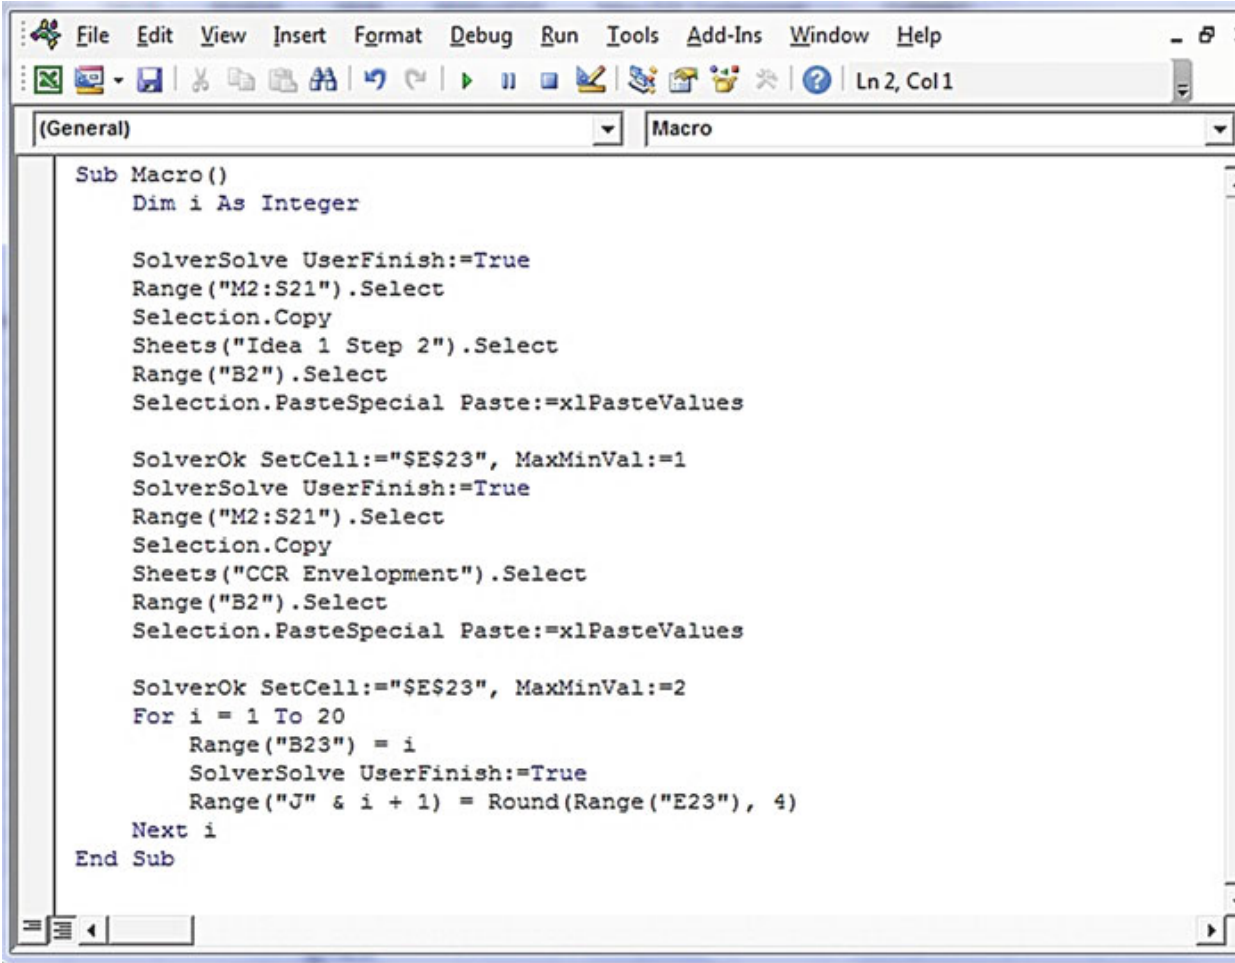 File Edit View Insert Format Debug Run Tools Add-Ins Window Help
Ln 2, Col 1
(General) Macro
Sub Macro()
    Dim i As Integer

    SolverSolve UserFinish:=True
    Range("M2:S21").Select
    Selection.Copy
    Sheets("Idea 1 Step 2").Select
    Range("B2").Select
    Selection.PasteSpecial Paste:=xlPasteValues

    SolverOk SetCell:="$E$23", MaxMinVal:=1
    SolverSolve UserFinish:=True
    Range("M2:S21").Select
    Selection.Copy
    Sheets("CCR Envelopment").Select
    Range("B2").Select
    Selection.PasteSpecial Paste:=xlPasteValues

    SolverOk SetCell:="$E$23", MaxMinVal:=2
    For i = 1 To 20
        Range("B23") = i
        SolverSolve UserFinish:=True
        Range("J" & i + 1) = Round(Range("E23"), 4)
    Next i
End Sub